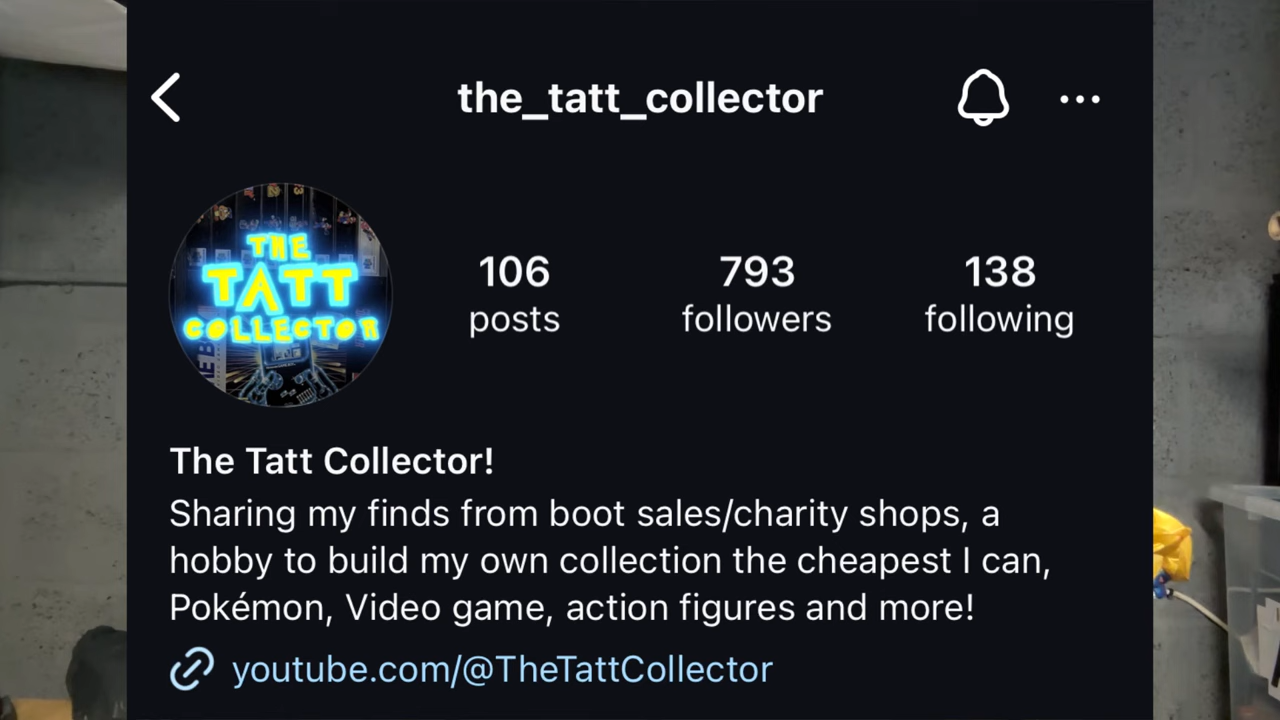 the_tatt_collector
THE
TATT
COLLECTOR
106
posts
793
followers
138
following
The Tatt Collector!
Sharing my finds from boot sales/charity shops, a
hobby to build my own collection the cheapest I can,
Pokémon, Video game, action figures and more!
youtube.com/@TheTattCollector